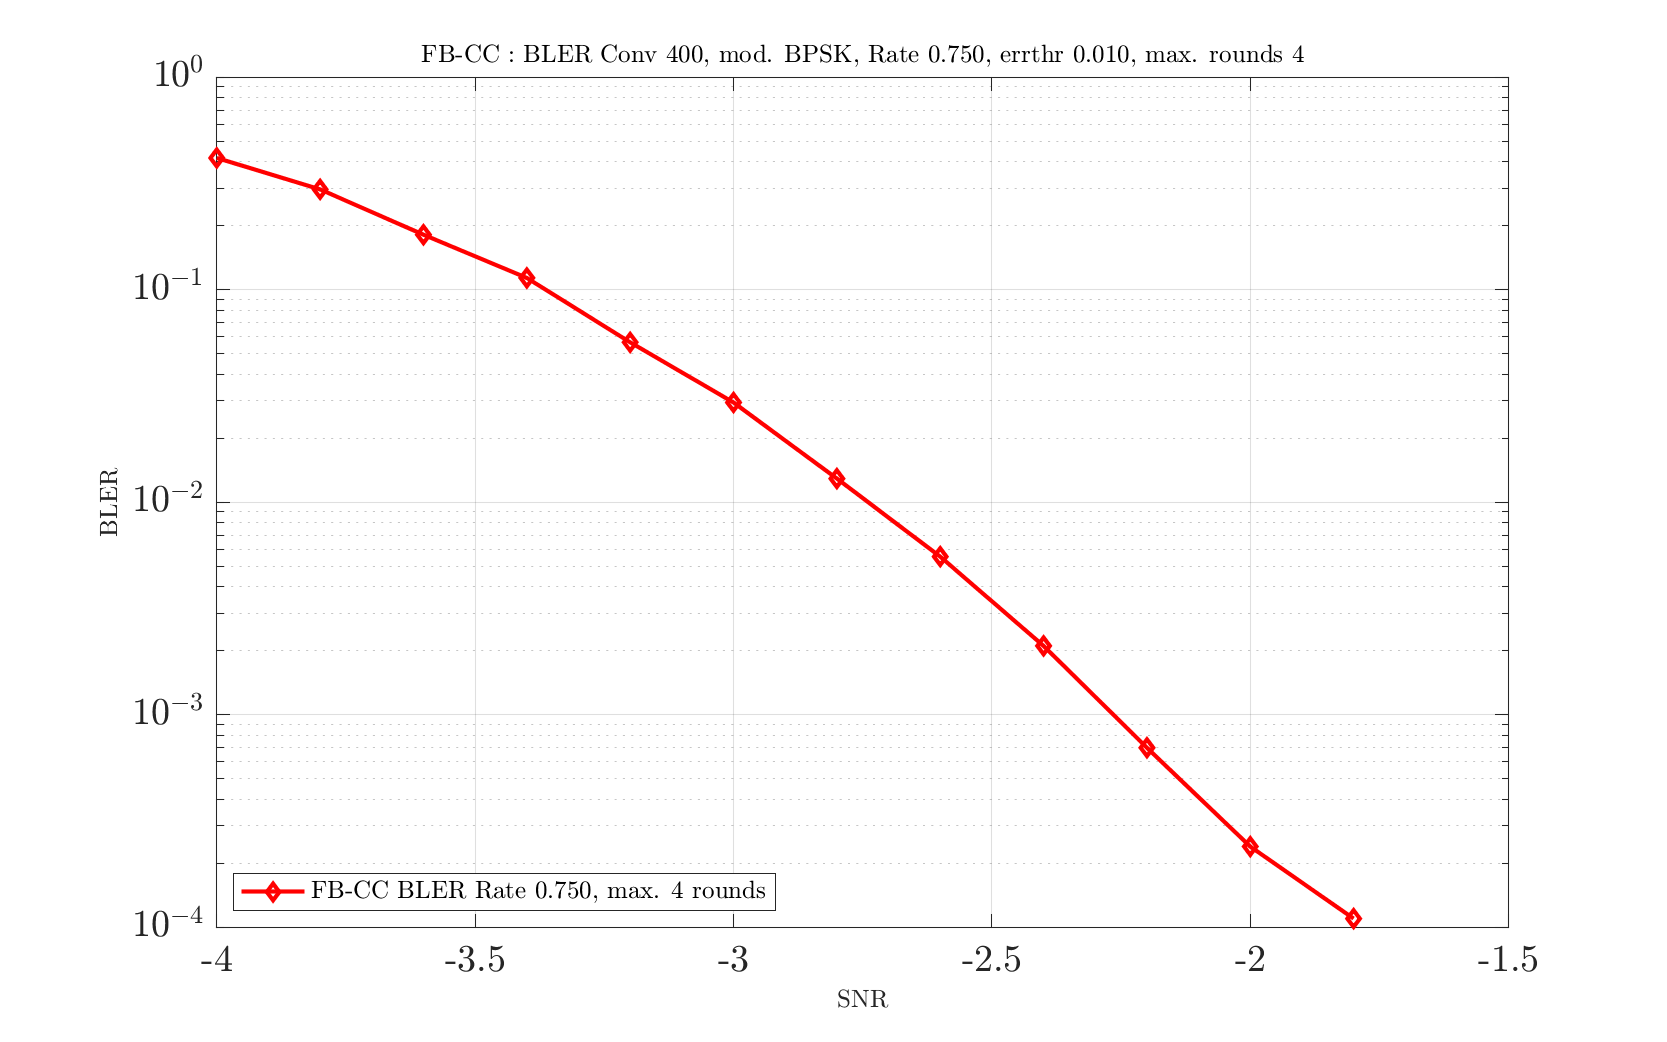 FB-CC : BLER Conv 400, mod. BPSK, Rate 0.750, errthr 0.010, max. rounds 4
10^0
10^-1
10^-2
10^-3
10^-4
BLER
FB-CC BLER Rate 0.750, max. 4 rounds
-4 -3.5 -3 -2.5 -2 -1.5
SNR